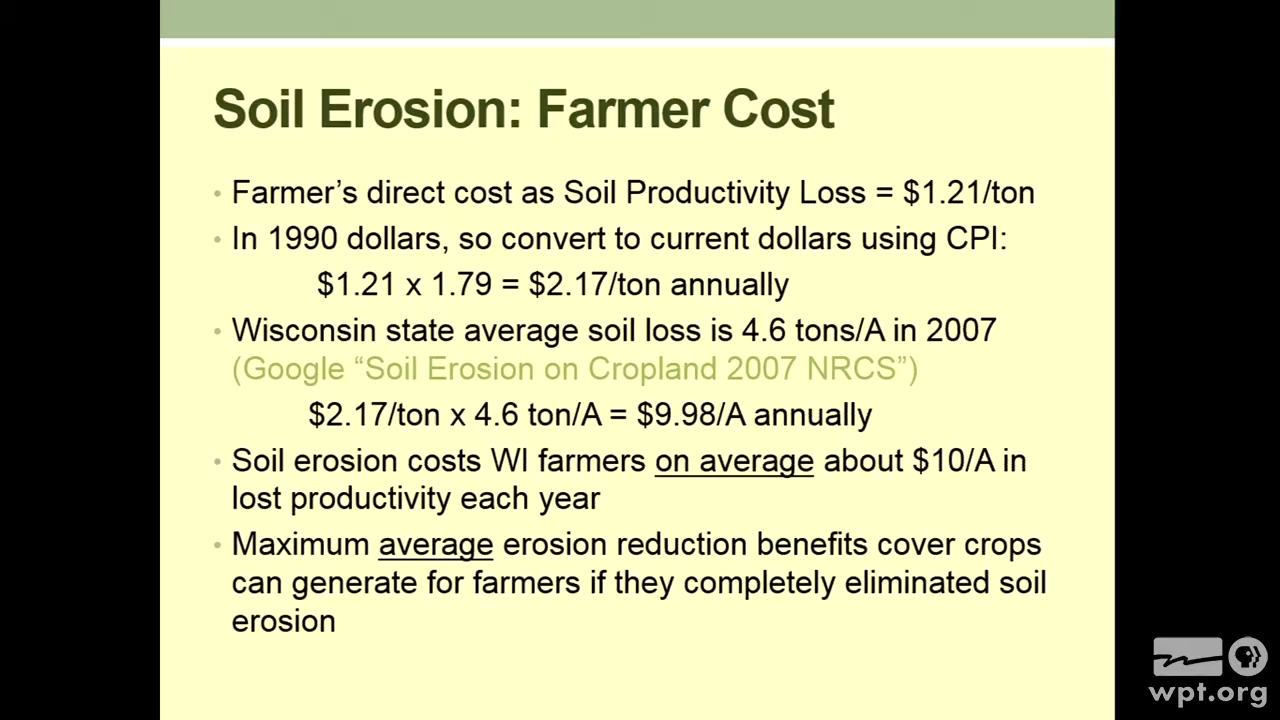 Soil Erosion: Farmer Cost
• Farmer’s direct cost as Soil Productivity Loss = $1.21/ton
• In 1990 dollars, so convert to current dollars using CPI:
$1.21 x 1.79 = $2.17/ton annually
• Wisconsin state average soil loss is 4.6 tons/A in 2007
(Google “Soil Erosion on Cropland 2007 NRCS”)
$2.17/ton x 4.6 ton/A = $9.98/A annually
• Soil erosion costs WI farmers on average about $10/A in
lost productivity each year
• Maximum average erosion reduction benefits cover crops
can generate for farmers if they completely eliminated soil
erosion
wpt.org